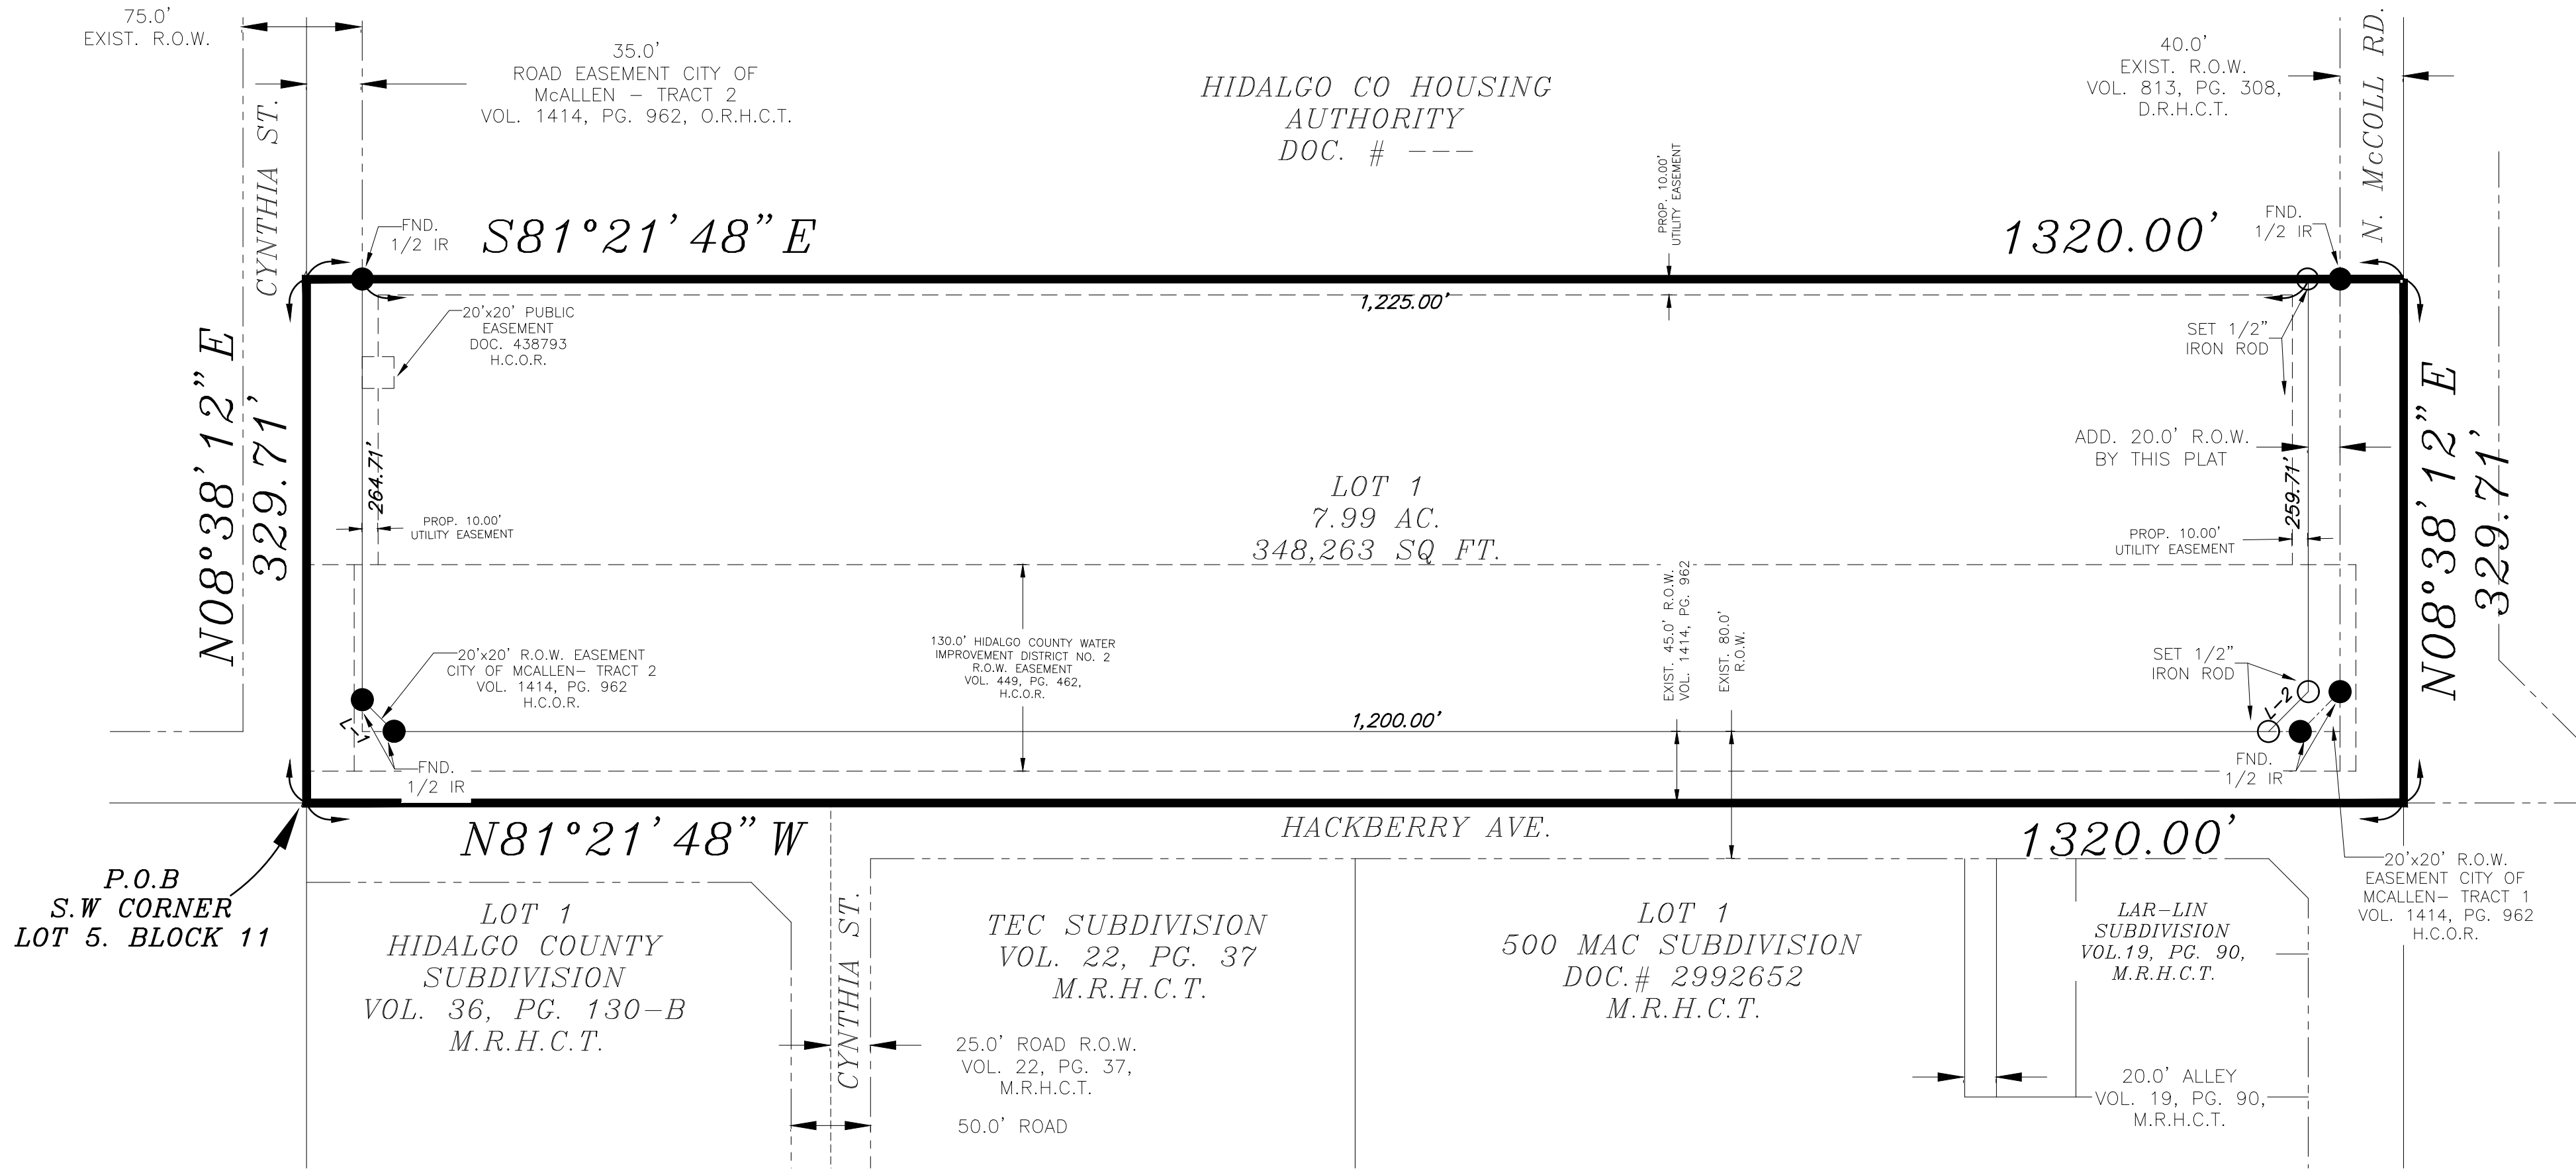 75.0'
EXIST. R.O.W.
35.0'
ROAD EASEMENT CITY OF
McALLEN – TRACT 2
VOL. 1414, PG. 962, O.R.H.C.T.
CYNTHIA ST.
HIDALGO CO HOUSING
AUTHORITY
DOC. # ---
40.0'
EXIST. R.O.W.
VOL. 813, PG. 308,
D.R.H.C.T.
N. McCOLL RD.
FND.
1/2 IR
S81°21'48"E
PROP. 10.00'
UTILITY EASEMENT
1320.00'
FND.
1/2 IR
1,225.00'
20'x20' PUBLIC
EASEMENT
DOC. 438793
H.C.O.R.
SET 1/2"
IRON ROD
N08°38'12"E
329.71'
264.71'
PROP. 10.00'
UTILITY EASEMENT
LOT 1
7.99 AC.
348,263 SQ FT.
ADD. 20.0' R.O.W.
BY THIS PLAT
259.71'
PROP. 10.00'
UTILITY EASEMENT
N08°38'12"E
329.71'
20'x20' R.O.W. EASEMENT
CITY OF MCALLEN– TRACT 2
VOL. 1414, PG. 962
H.C.O.R.
L-1
FND.
1/2 IR
130.0' HIDALGO COUNTY WATER
IMPROVEMENT DISTRICT NO. 2
R.O.W. EASEMENT
VOL. 449, PG. 462,
H.C.O.R.
1,200.00'
EXIST. 45.0' R.O.W.
VOL. 1414, PG. 962
EXIST. 80.0'
R.O.W.
SET 1/2"
IRON ROD
L-2
FND.
1/2 IR
N81°21'48"W
HACKBERRY AVE.
1320.00'
P.O.B
S.W CORNER
LOT 5. BLOCK 11
20'x20' R.O.W.
EASEMENT CITY OF
MCALLEN– TRACT 1
VOL. 1414, PG. 962
H.C.O.R.
LOT 1
HIDALGO COUNTY
SUBDIVISION
VOL. 36, PG. 130-B
M.R.H.C.T.
CYNTHIA ST.
TEC SUBDIVISION
VOL. 22, PG. 37
M.R.H.C.T.
25.0' ROAD R.O.W.
VOL. 22, PG. 37,
M.R.H.C.T.
50.0' ROAD
LOT 1
500 MAC SUBDIVISION
DOC.# 2992652
M.R.H.C.T.
LAR-LIN
SUBDIVISION
VOL.19, PG. 90,
M.R.H.C.T.
20.0' ALLEY
VOL. 19, PG. 90,
M.R.H.C.T.